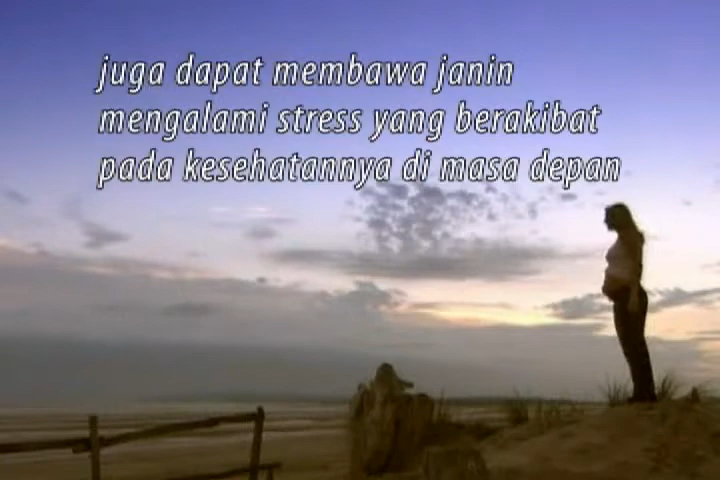 juga dapat membawa janin
mengalami stress yang berakibat
pada kesehatannya di masa depan